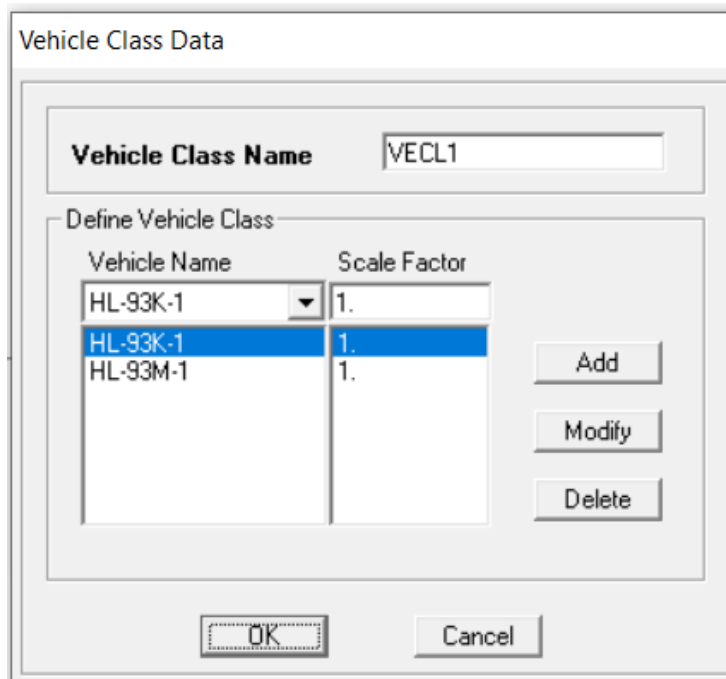 Vehicle Class Data
Vehicle Class Name VECL1
Define Vehicle Class
Vehicle Name Scale Factor
HL-93K-1 1.
HL-93K-1 1.
HL-93M-1 1.
Add
Modify
Delete
OK Cancel